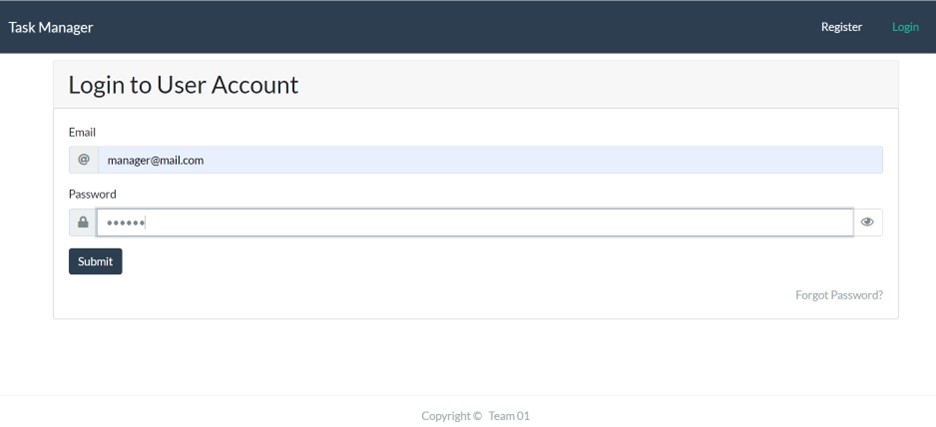 Task Manager Register Login
Login to User Account
Email
@ manager@mail.com
Password
••••••
Submit
Forgot Password?
Copyright © Team 01